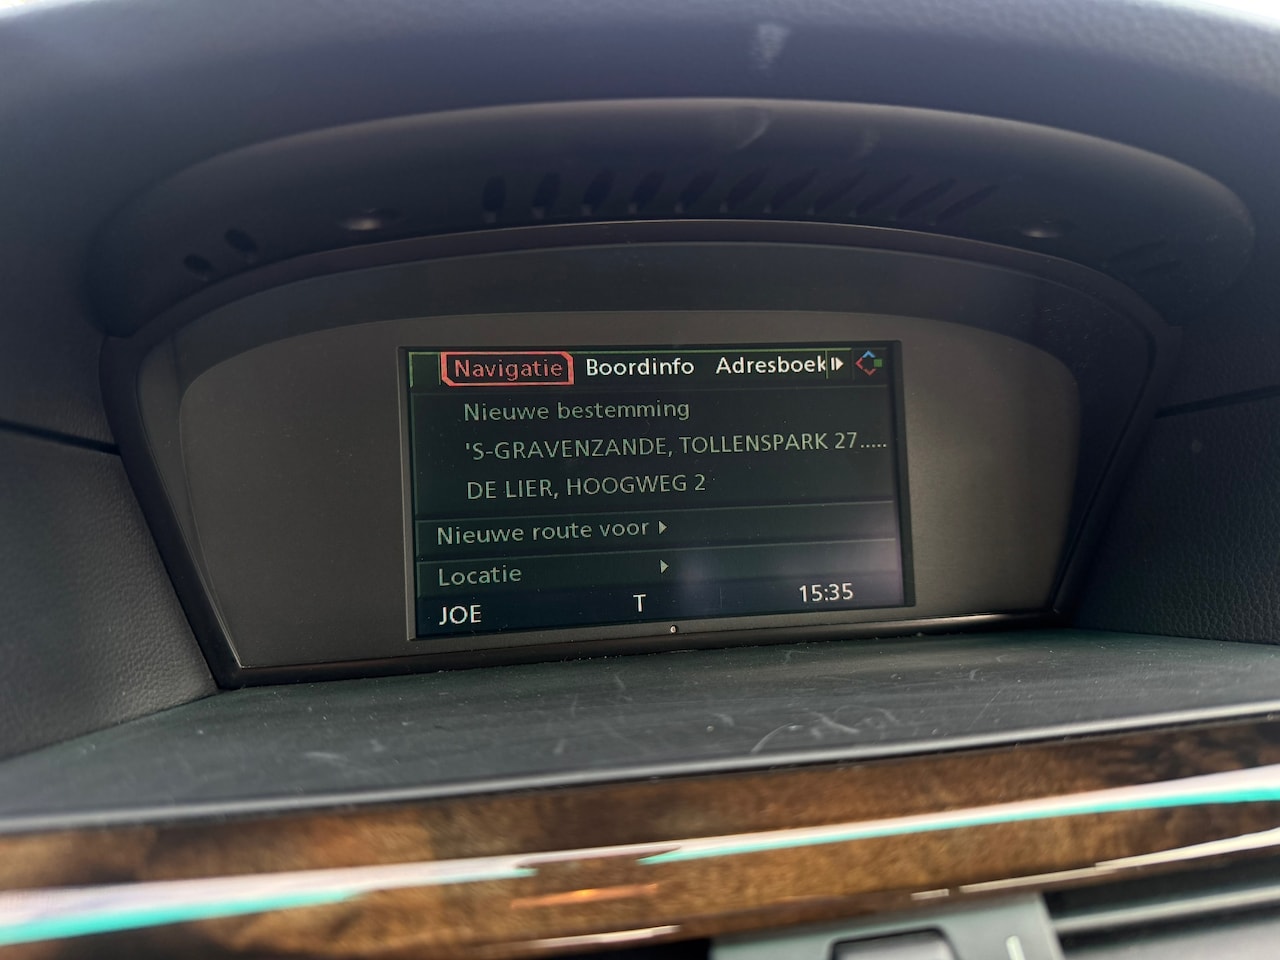 Navigatie Boordinfo Adresboek
Nieuwe bestemming
'S-GRAVENZANDE, TOLLENSPARK 27.....
DE LIER, HOOGWEG 2
Nieuwe route voor
Locatie
JOE T 15:35